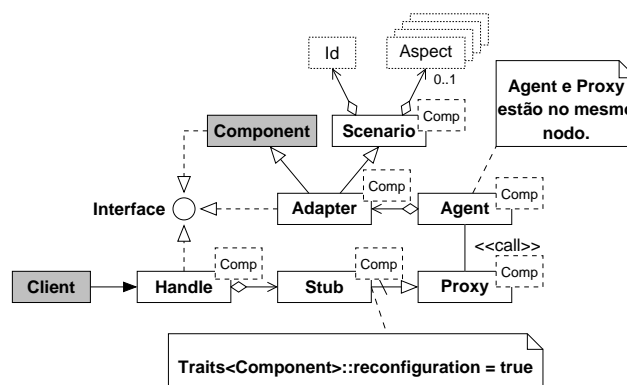 Id
Aspect
0..1
Agent e Proxy
estão no mesmo
nodo.
Component
Scenario
Comp
Interface
Adapter
Comp
Agent
Comp
<<call>>
Client
Handle
Comp
Stub
Comp
Proxy
Comp
Traits<Component>::reconfiguration = true